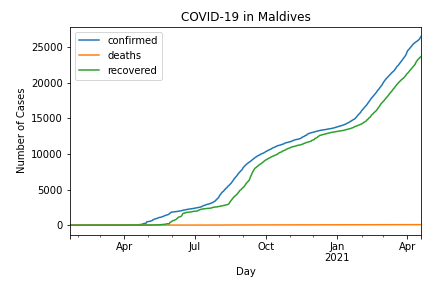 COVID-19 in Maldives
confirmed
deaths
recovered
Number of Cases
25000
20000
15000
10000
5000
0
Apr Jul Oct Jan Apr
2021
Day